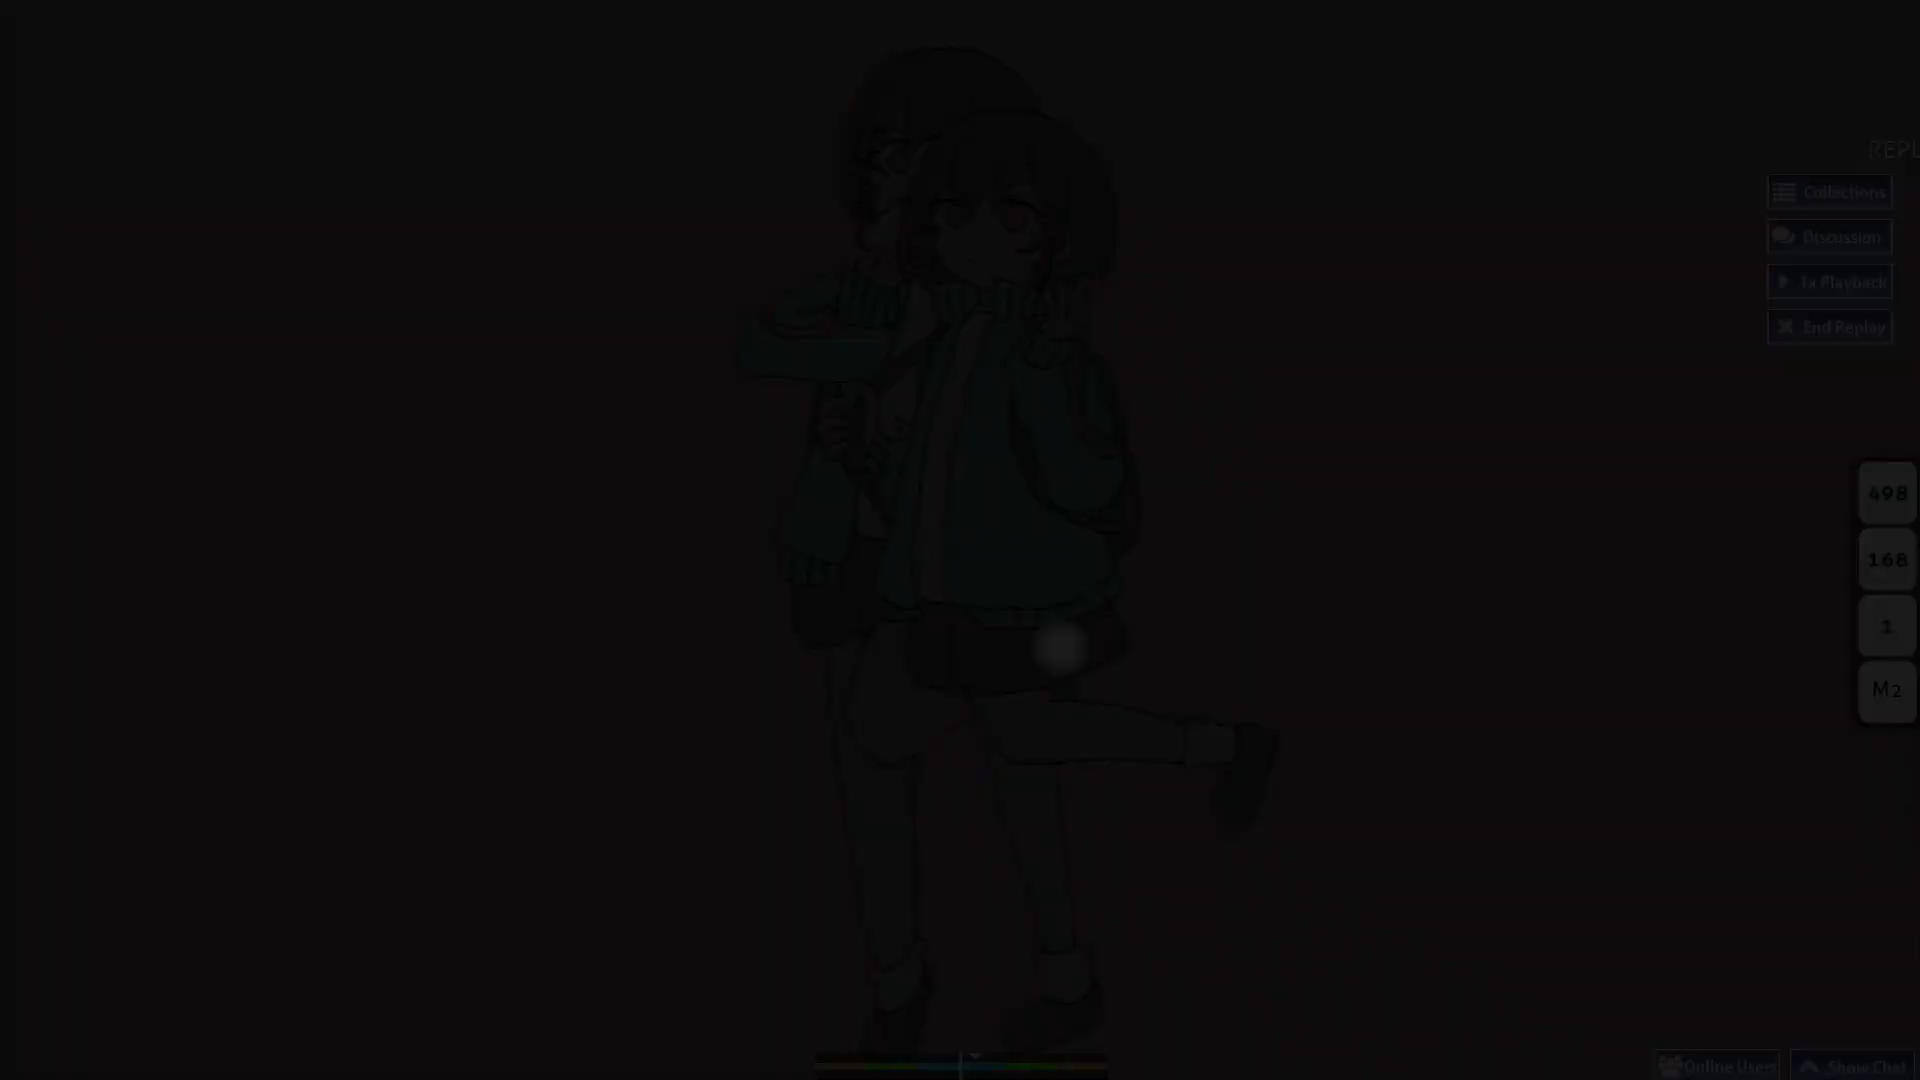 REPL
Collections
Discussion
1x Playback
End Replay
498
168
1
M2
Online Users
Show Chat